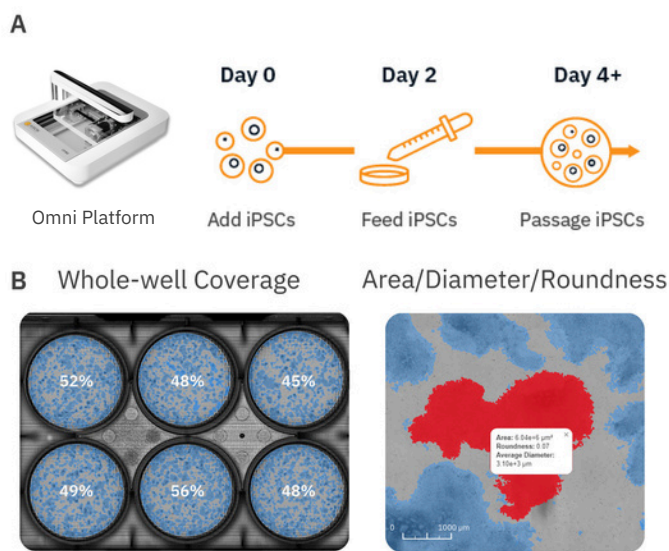 A
Day 0
Day 2
Day 4+
Omni Platform
Add iPSCs
Feed iPSCs
Passage iPSCs
B
Whole-well Coverage
Area/Diameter/Roundness
52%
48%
45%
49%
56%
48%
Area: 6.04e+6 µm²
Roundness: 0.07
Average Diameter:
3.10e+3 µm
0
1000 µm